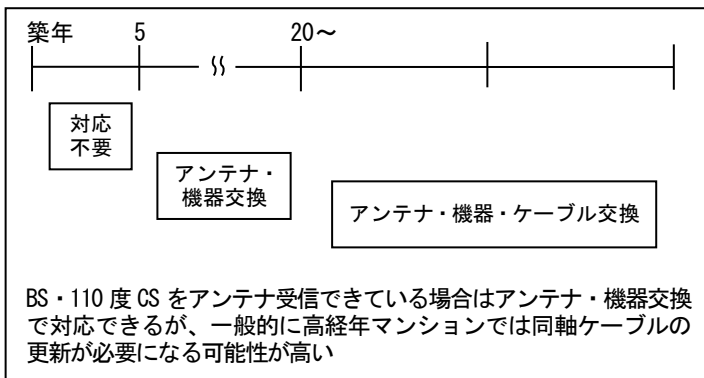 築年 5 20~
対応
不要
アンテナ・
機器交換
アンテナ・機器・ケーブル交換
BS・110 度 CS をアンテナ受信できている場合はアンテナ・機器交換
で対応できるが、一般的に高経年マンションでは同軸ケーブルの
更新が必要になる可能性が高い